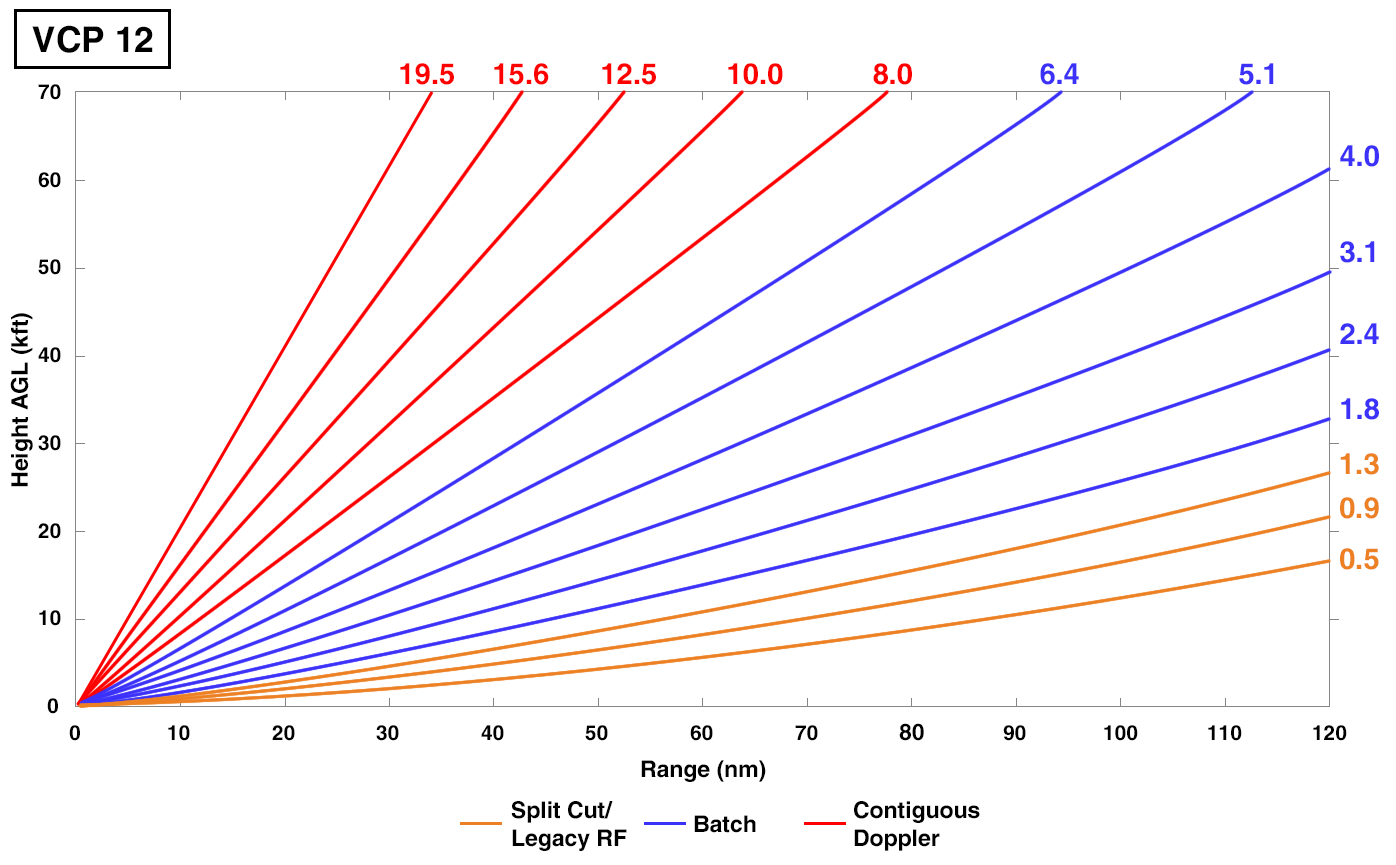 VCP 12
19.5 15.6 12.5 10.0 8.0 6.4 5.1
70
60
50
40
30
20
10
0
Height AGL (kft)
4.0
3.1
2.4
1.8
1.3
0.9
0.5
0 10 20 30 40 50 60 70 80 90 100 110 120
Range (nm)
Split Cut/
Legacy RF
Batch
Contiguous
Doppler